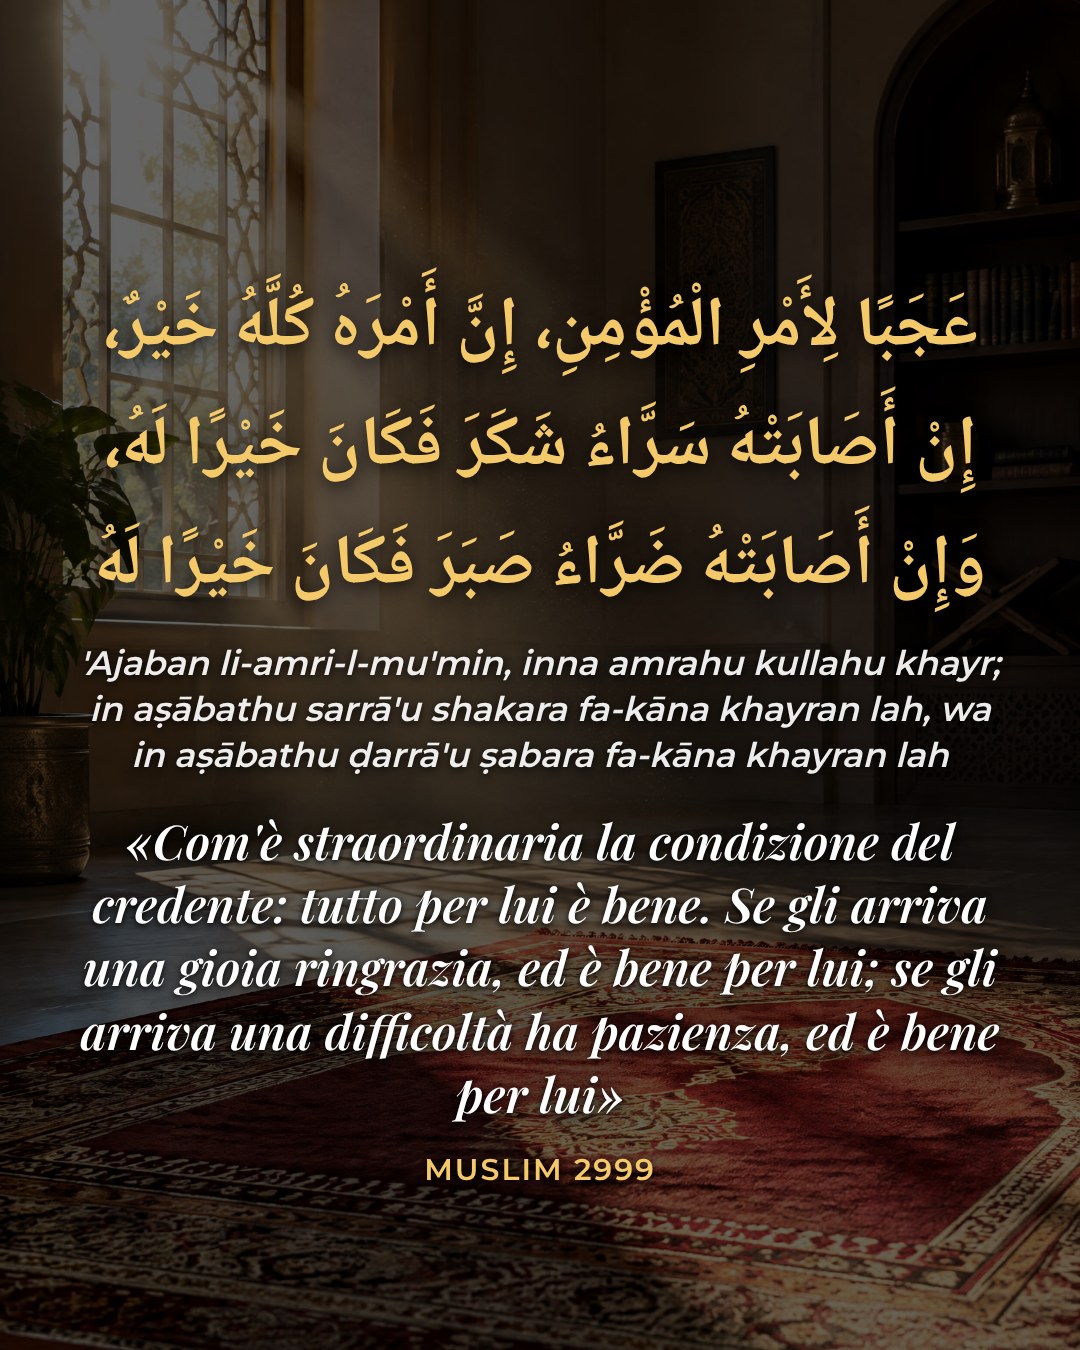 عَجَبًا لِأَمْرِ الْمُؤْمِنِ، إِنَّ أَمْرَهُ كُلَّهُ خَيْرٌ،
إِنْ أَصَابَتْهُ سَرَّاءُ شَكَرَ فَكَانَ خَيْرًا لَهُ،
وَإِنْ أَصَابَتْهُ ضَرَّاءُ صَبَرَ فَكَانَ خَيْرًا لَهُ
'Ajaban li-amri-l-mu'min, inna amrahu kullahu khayr;
in aṣābathu sarrā'u shakara fa-kāna khayran lah, wa
in aṣābathu ḍarrā'u ṣabara fa-kāna khayran lah
«Com'è straordinaria la condizione del
credente: tutto per lui è bene. Se gli arriva
una gioia ringrazia, ed è bene per lui; se gli
arriva una difficoltà ha pazienza, ed è bene
per lui»
MUSLIM 2999